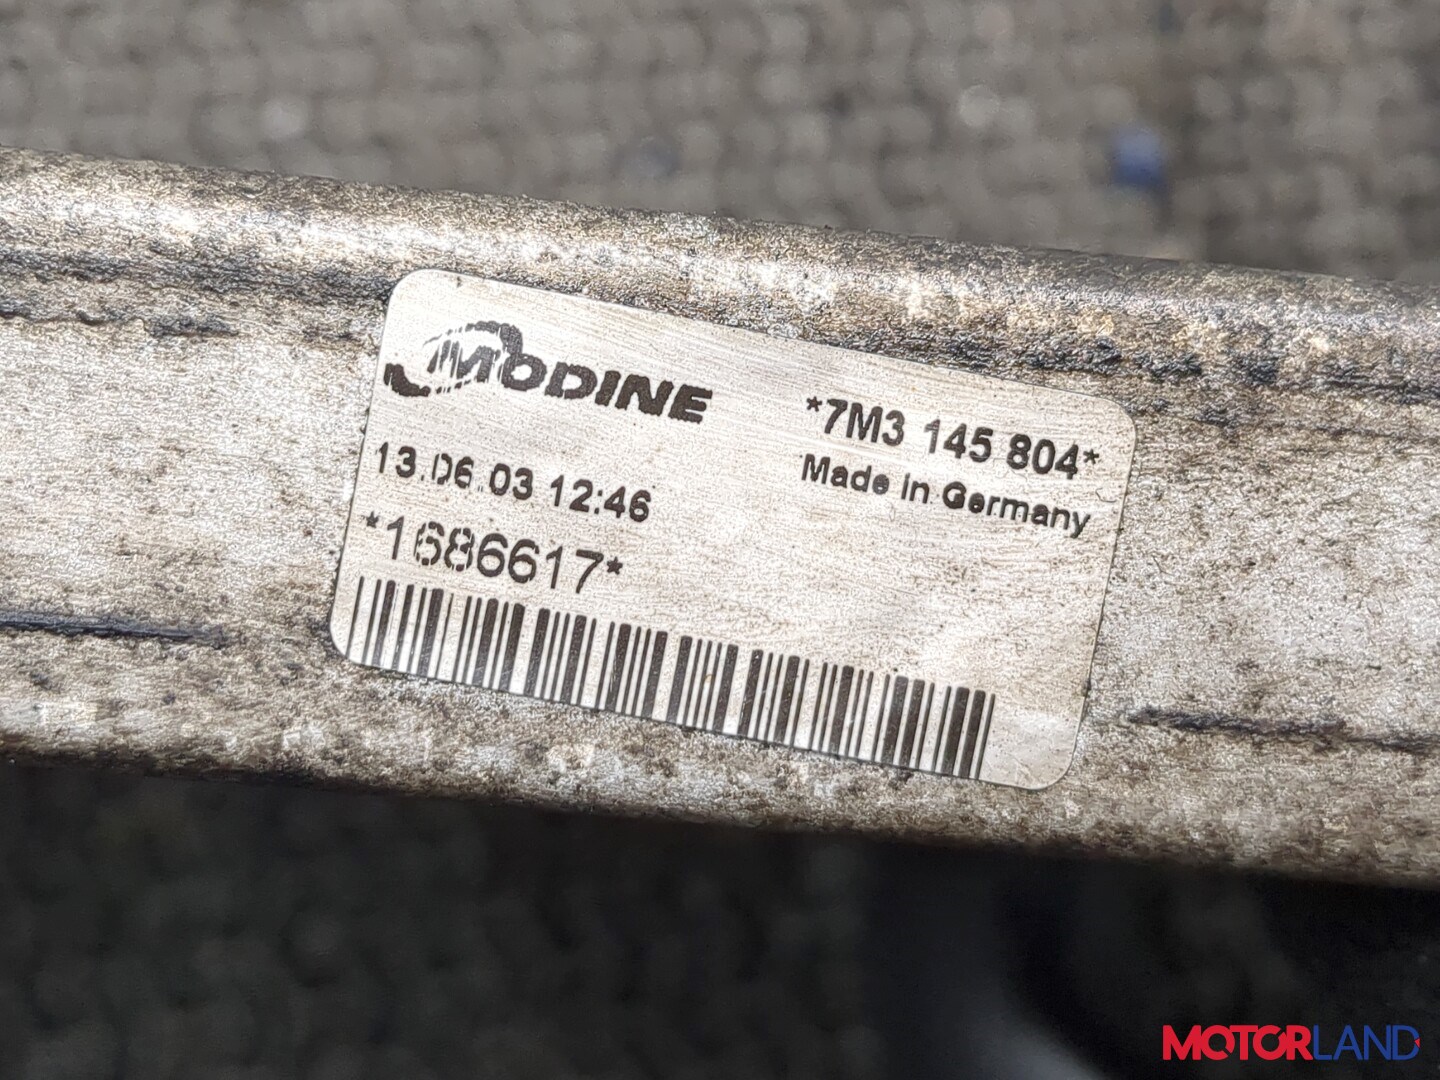 MODINE
*7M3 145 804*
Made in Germany
13.06.03 12:46
*1686617*
MOTORLAND